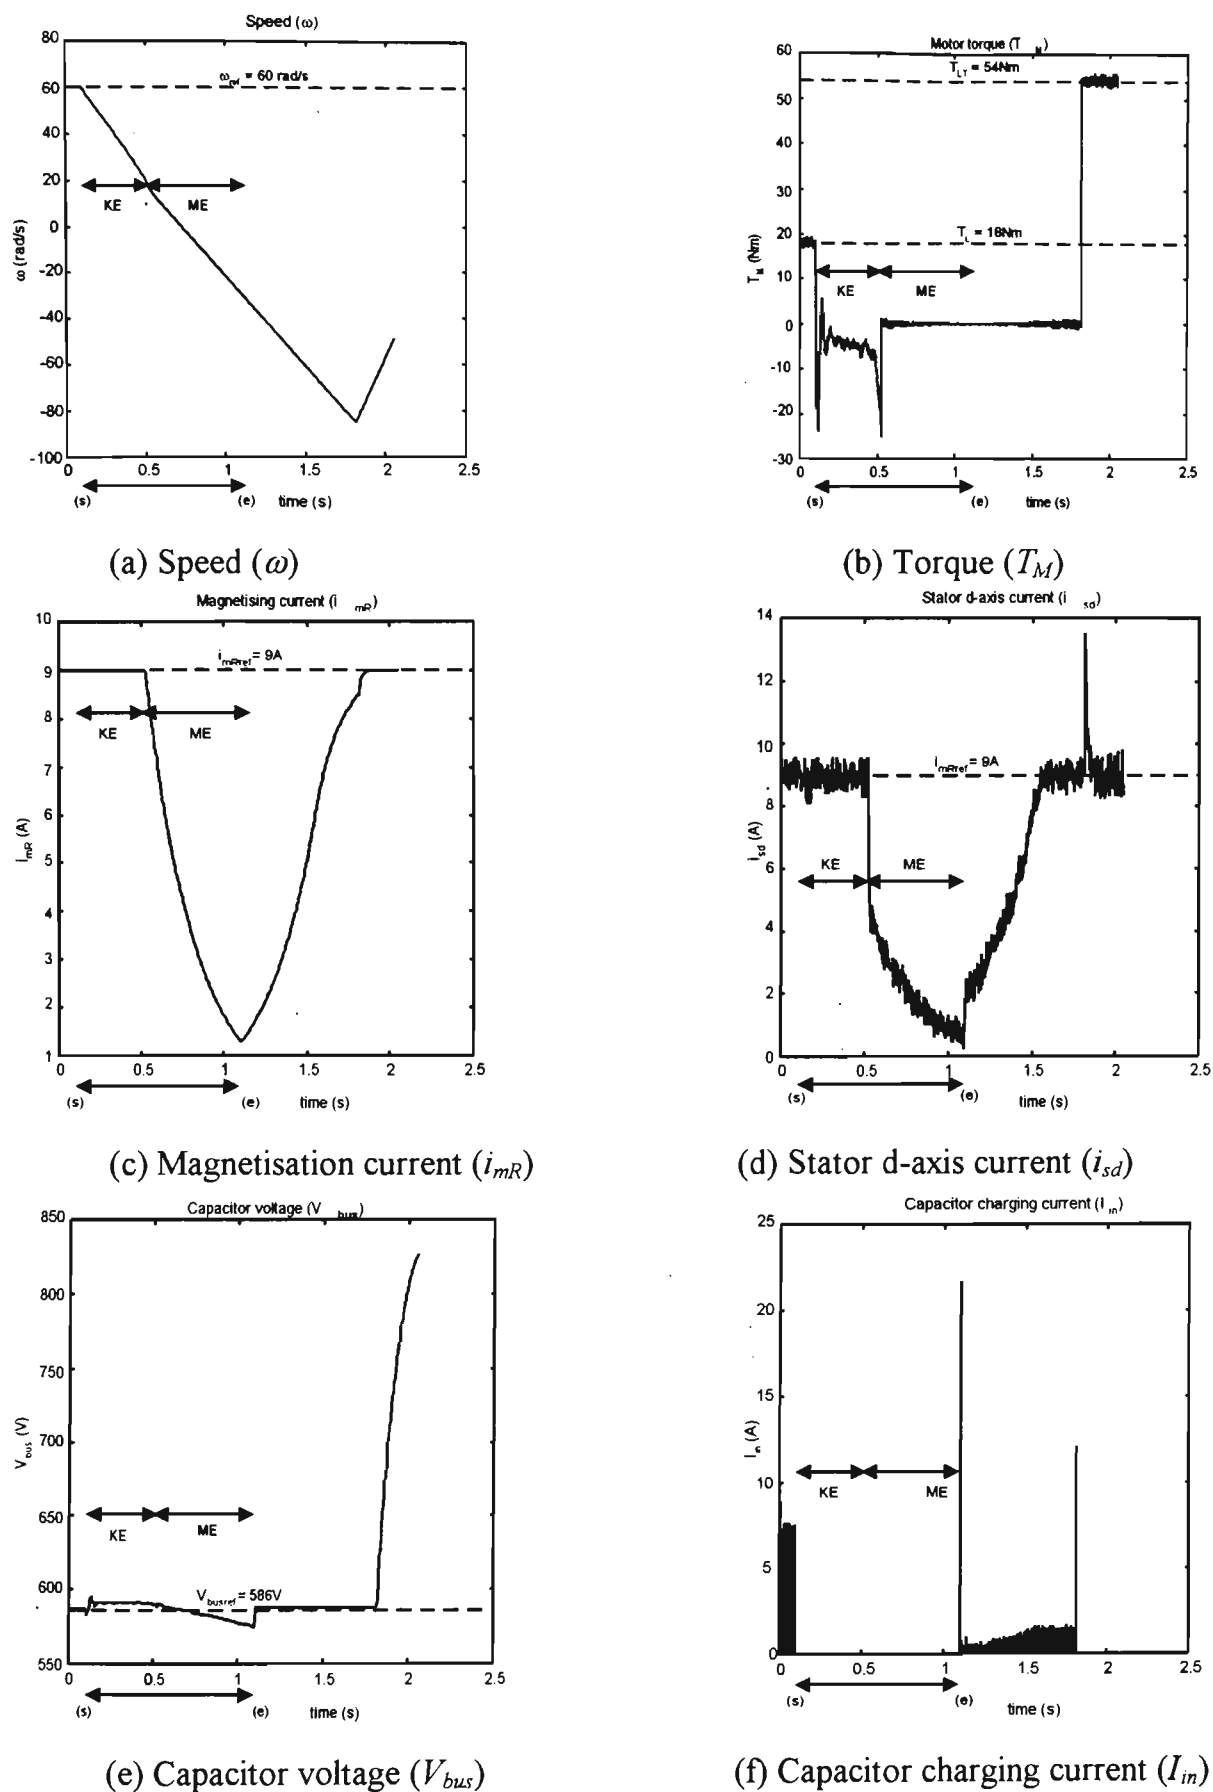 Speed (ω)
80
60
40
20
0
-20
-40
-60
-80
-100
ω (rad/s)
ω_ref = 60 rad/s
KE
ME
0
0.5
1
1.5
2
2.5
(s)
(e)
time (s)
(a) Speed (ω)
Motor torque (T_M)
60
50
40
30
20
10
0
-10
-20
-30
T_M (Nm)
T_LT = 54Nm
T_L = 18Nm
KE
ME
0
0.5
1
1.5
2
2.5
(s)
(e)
time (s)
(b) Torque (T_M)
Magnetising current (i_mR)
10
9
8
7
6
5
4
3
2
1
i_mR (A)
i_mRref = 9A
KE
ME
0
0.5
1
1.5
2
2.5
(s)
(e)
time (s)
(c) Magnetisation current (i_mR)
Stator d-axis current (i_sd)
14
12
10
8
6
4
2
0
i_sd (A)
i_mRref = 9A
KE
ME
0
0.5
1
1.5
2
2.5
(s)
(e)
time (s)
(d) Stator d-axis current (i_sd)
Capacitor voltage (V_bus)
850
800
750
700
650
600
550
V_bus (V)
V_busref = 586V
KE
ME
0
0.5
1
1.5
2
2.5
(s)
(e)
time (s)
(e) Capacitor voltage (V_bus)
Capacitor charging current (I_in)
25
20
15
10
5
0
I_in (A)
KE
ME
0
0.5
1
1.5
2
2.5
(s)
(e)
time (s)
(f) Capacitor charging current (I_in)